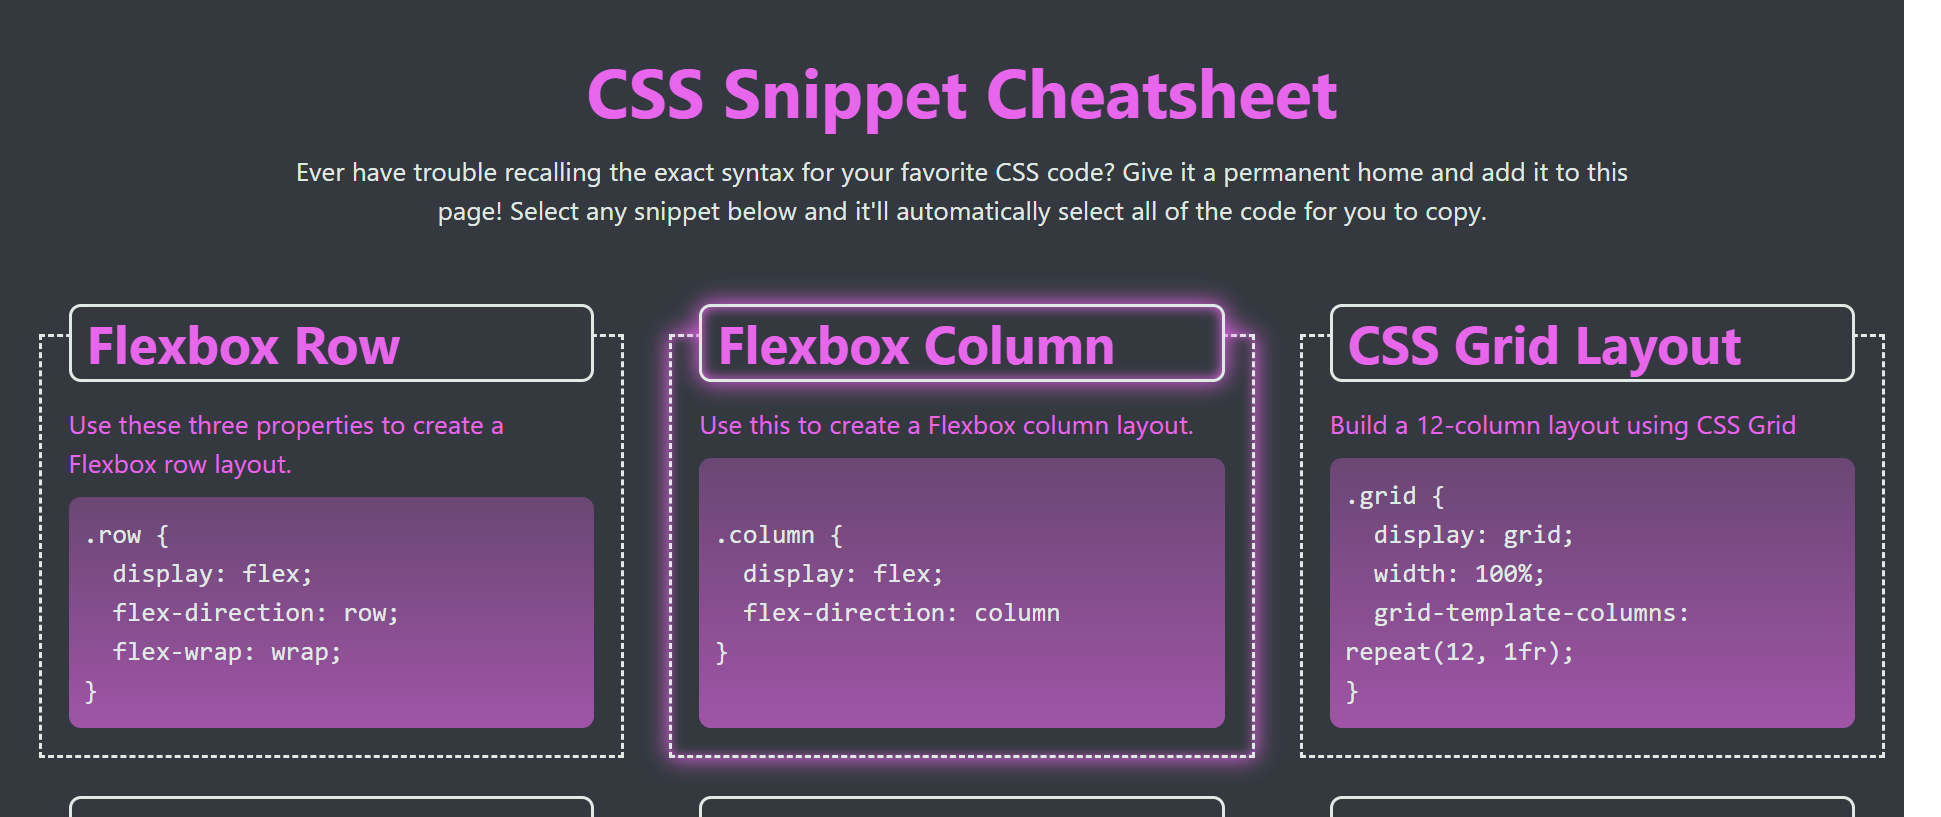 CSS Snippet Cheatsheet
Ever have trouble recalling the exact syntax for your favorite CSS code? Give it a permanent home and add it to this
page! Select any snippet below and it'll automatically select all of the code for you to copy.
Flexbox Row
Use these three properties to create a
Flexbox row layout.
.row {
  display: flex;
  flex-direction: row;
  flex-wrap: wrap;
}
Flexbox Column
Use this to create a Flexbox column layout.
.column {
  display: flex;
  flex-direction: column
}
CSS Grid Layout
Build a 12-column layout using CSS Grid
.grid {
  display: grid;
  width: 100%;
  grid-template-columns:
repeat(12, 1fr);
}